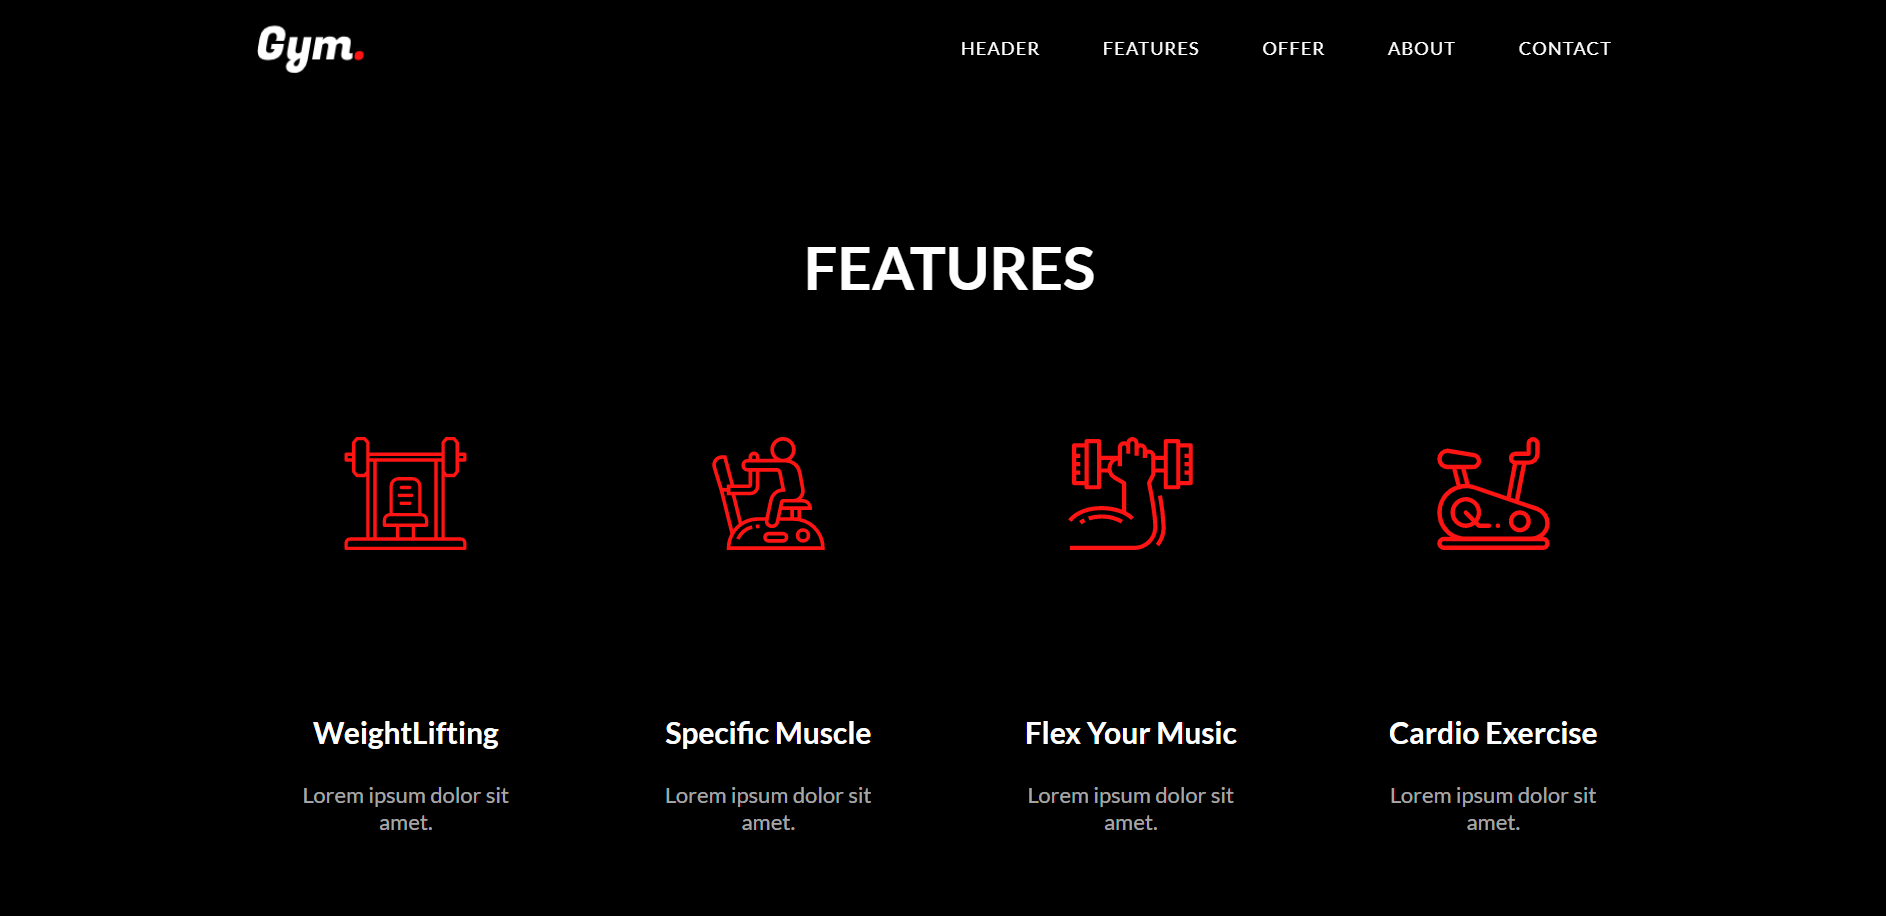 Gym.
HEADER FEATURES OFFER ABOUT CONTACT
FEATURES
WeightLifting
Lorem ipsum dolor sit
amet.
Specific Muscle
Lorem ipsum dolor sit
amet.
Flex Your Music
Lorem ipsum dolor sit
amet.
Cardio Exercise
Lorem ipsum dolor sit
amet.